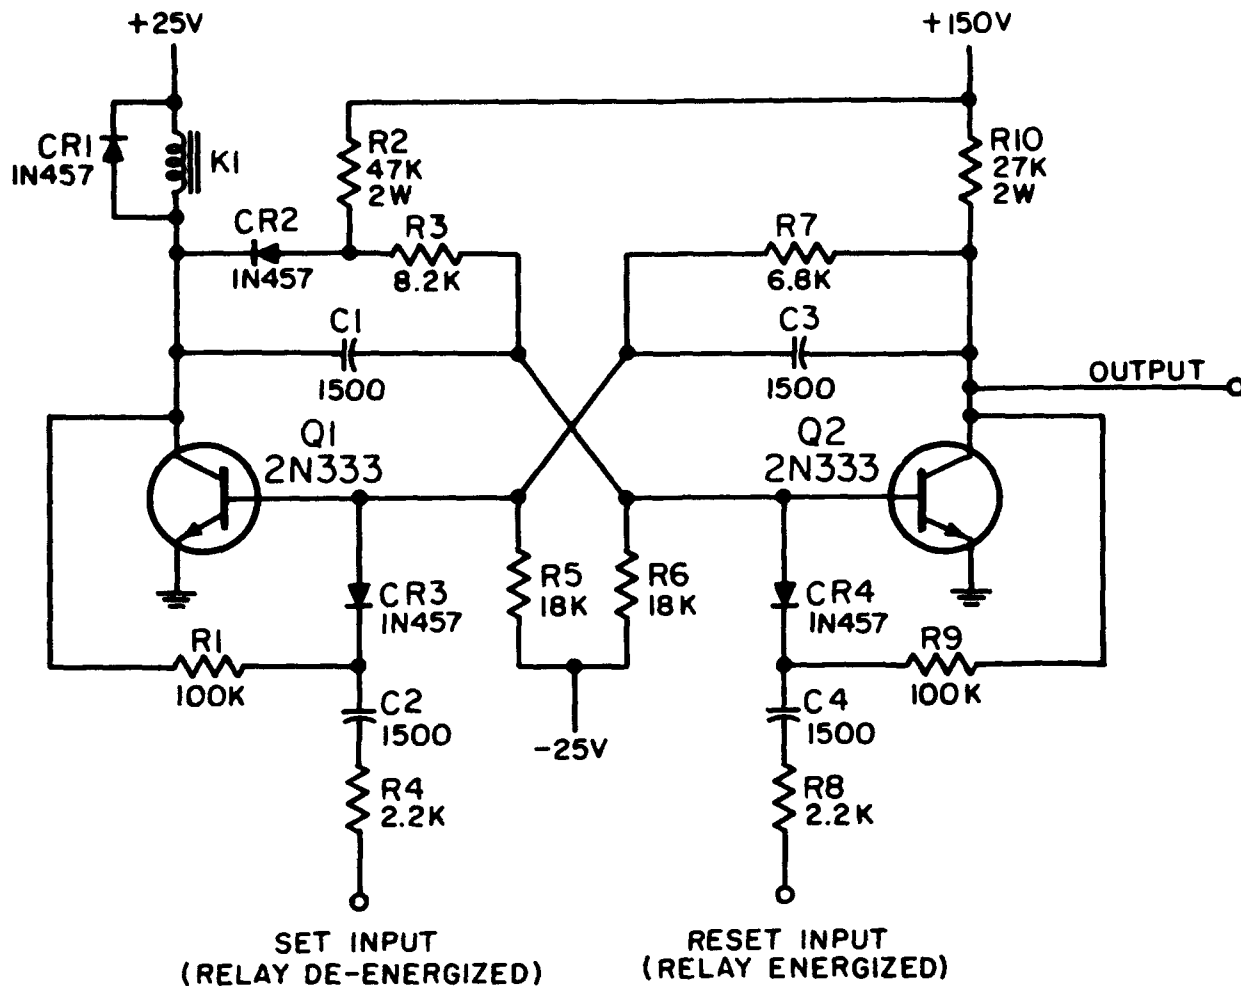 +25V
+150V
CR1
1N457
K1
R2
47K
2W
R10
27K
2W
CR2
1N457
R3
8.2K
R7
6.8K
C1
1500
C3
1500
OUTPUT
Q1
2N333
Q2
2N333
CR3
1N457
R5
18K
R6
18K
CR4
1N457
R1
100K
R9
100K
C2
1500
-25V
C4
1500
R4
2.2K
R8
2.2K
SET INPUT
(RELAY DE-ENERGIZED)
RESET INPUT
(RELAY ENERGIZED)